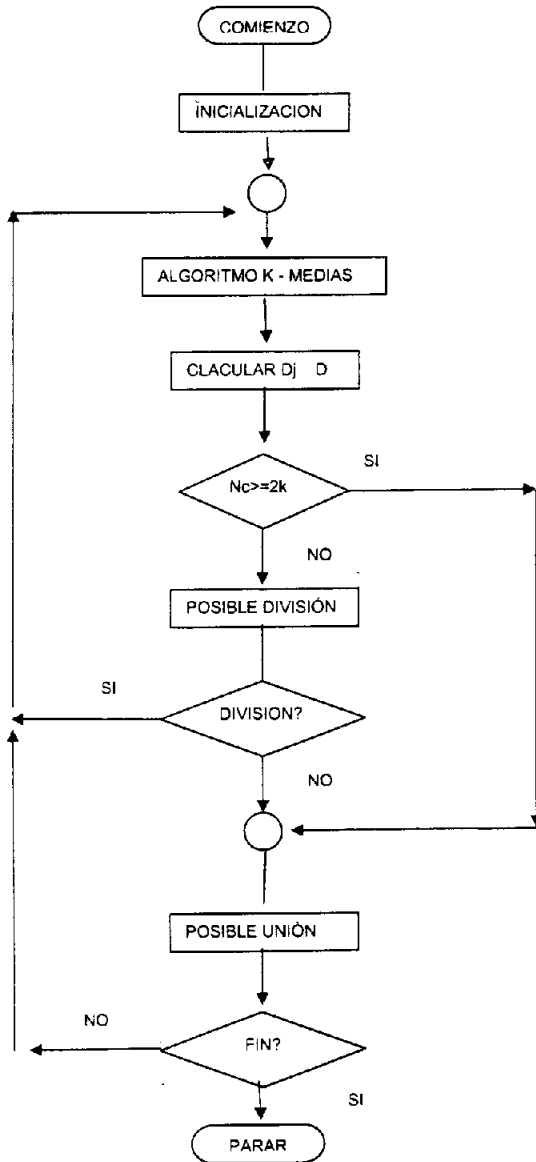 COMIENZO
INICIALIZACION
ALGORITMO K - MEDIAS
CLACULAR Dj D
SI
Nc>=2k
NO
POSIBLE DIVISIÓN
SI
DIVISION?
NO
POSIBLE UNIÓN
NO
FIN?
SI
PARAR